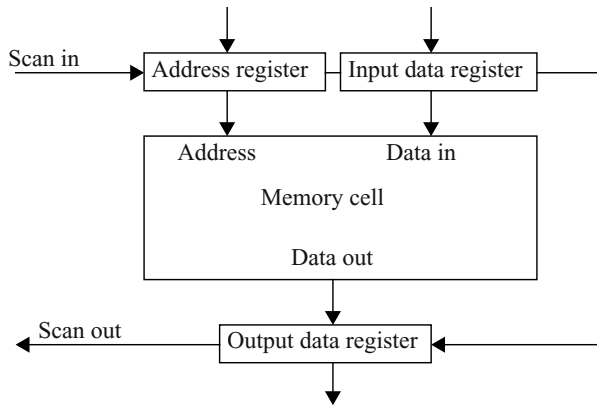 Scan in
Address register
Input data register
Address
Data in
Memory cell
Data out
Scan out
Output data register